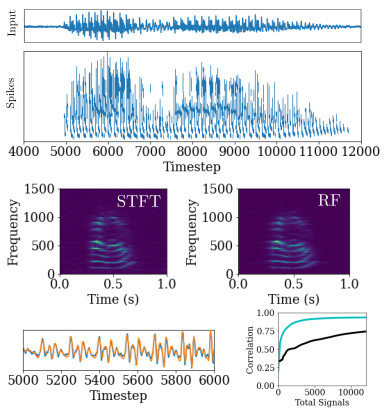 Input
Spikes
4000 5000 6000 7000 8000 9000 10000 11000 12000
Timestep
1500 1000 500 0
Frequency
STFT
0.0 0.5 1.0
Time (s)
1500 1000 500 0
Frequency
RF
0.0 0.5 1.0
Time (s)
5000 5200 5400 5600 5800 6000
Timestep
1.00 0.75 0.50 0.25 0.00
Correlation
0 5000 10000
Total Signals